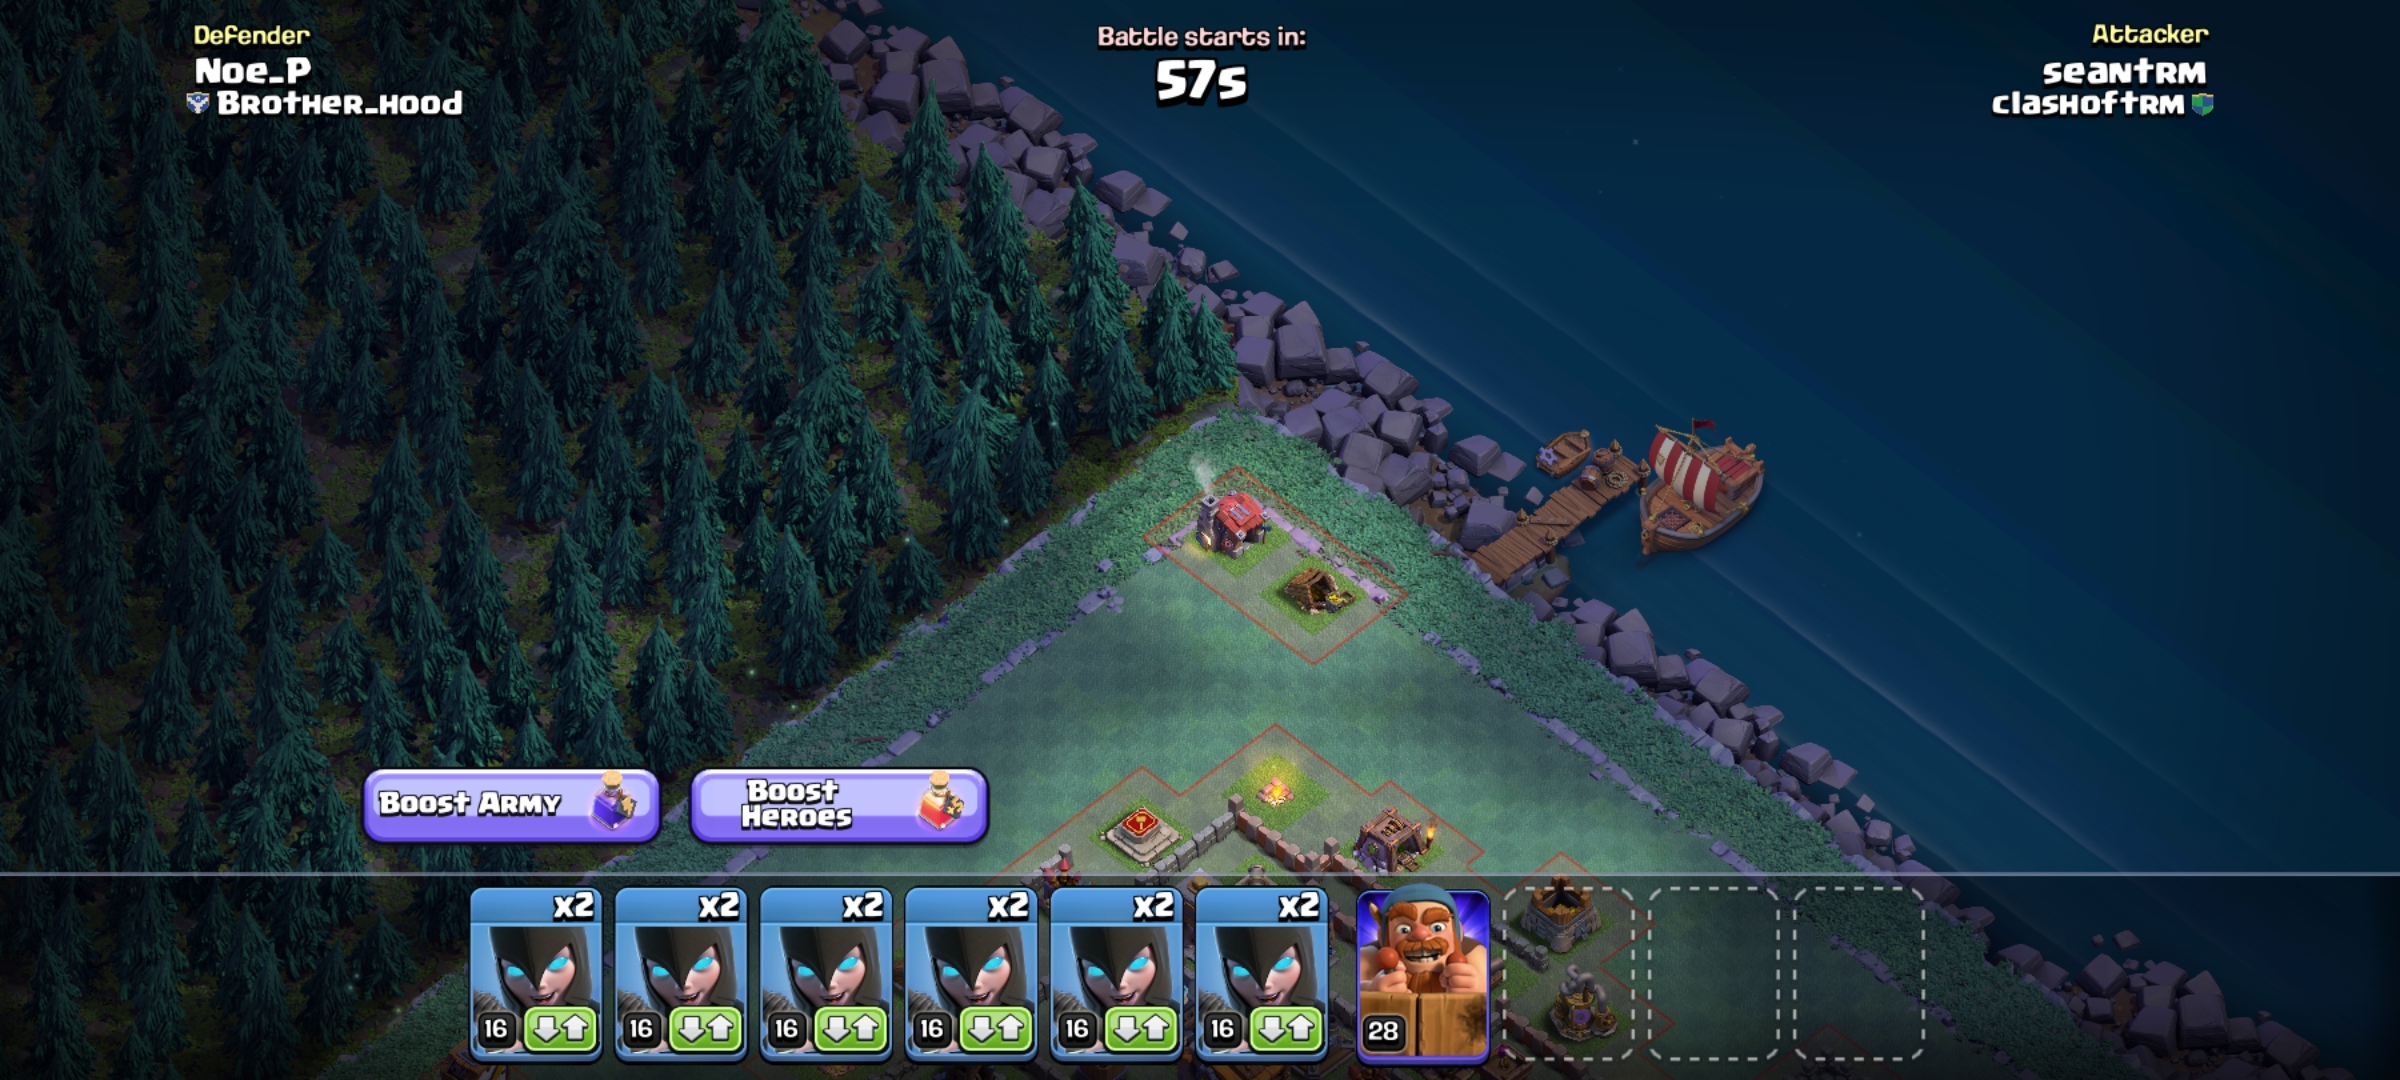 Defender
Noe_P
Brother_hood
Battle starts in:
57s
Attacker
seantrm
clashoftrm
Boost Army
Boost
Heroes
x2
x2
x2
x2
x2
x2
16
16
16
16
16
16
28